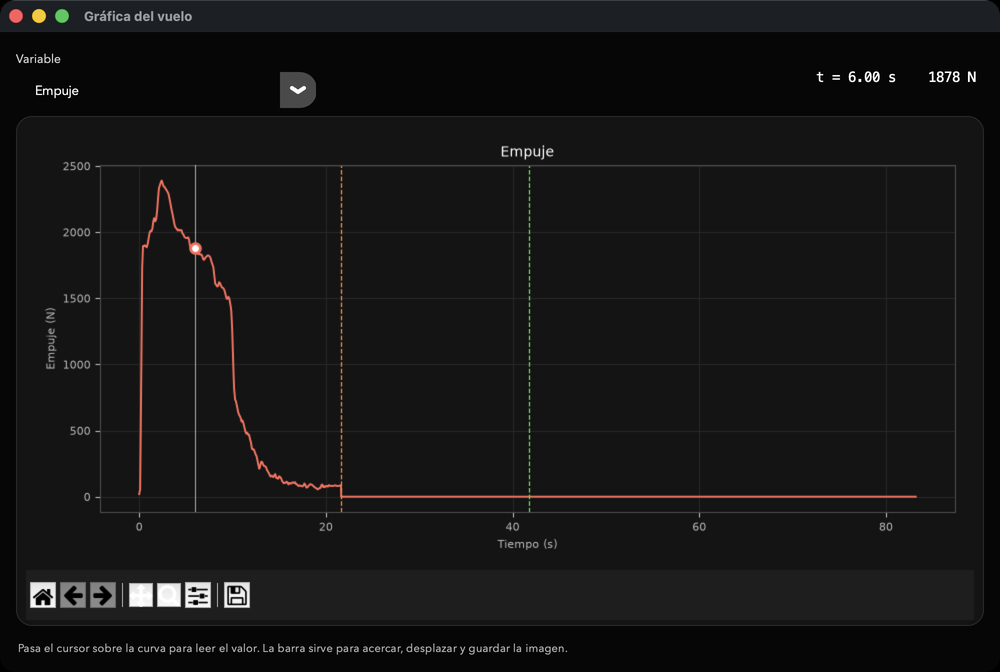 Gráfica del vuelo
Variable
Empuje
t = 6.00 s 1878 N
Empuje
2500
2000
1500
1000
500
0
Empuje (N)
0 20 40 60 80
Tiempo (s)
Pasa el cursor sobre la curva para leer el valor. La barra sirve para acercar, desplazar y guardar la imagen.